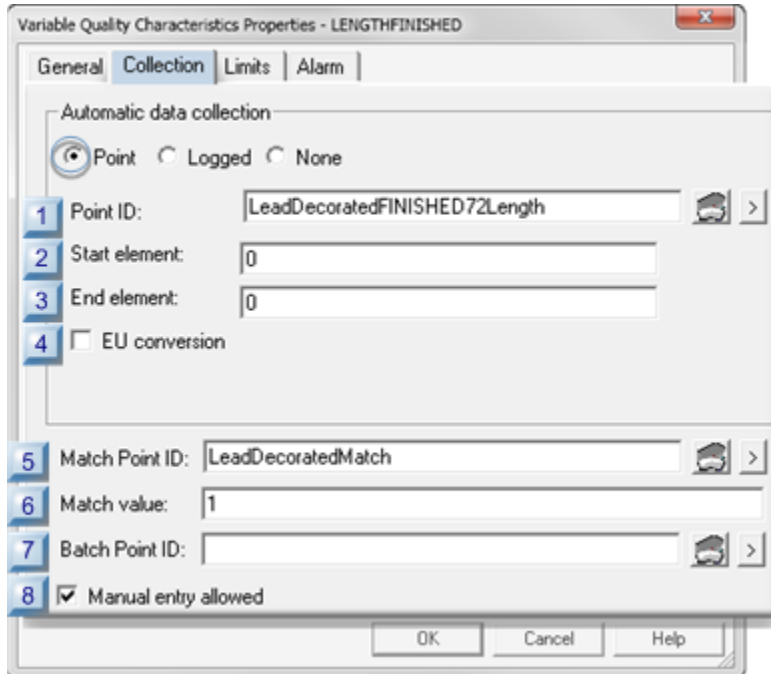 Variable Quality Characteristics Properties - LENGTHFINISHED
General Collection Limits Alarm
Automatic data collection
Point Logged None
1 Point ID: LeadDecoratedFINISHED72Length >
2 Start element: 0
3 End element: 0
4 EU conversion
5 Match Point ID: LeadDecoratedMatch >
6 Match value: 1
7 Batch Point ID: >
8 Manual entry allowed
OK Cancel Help